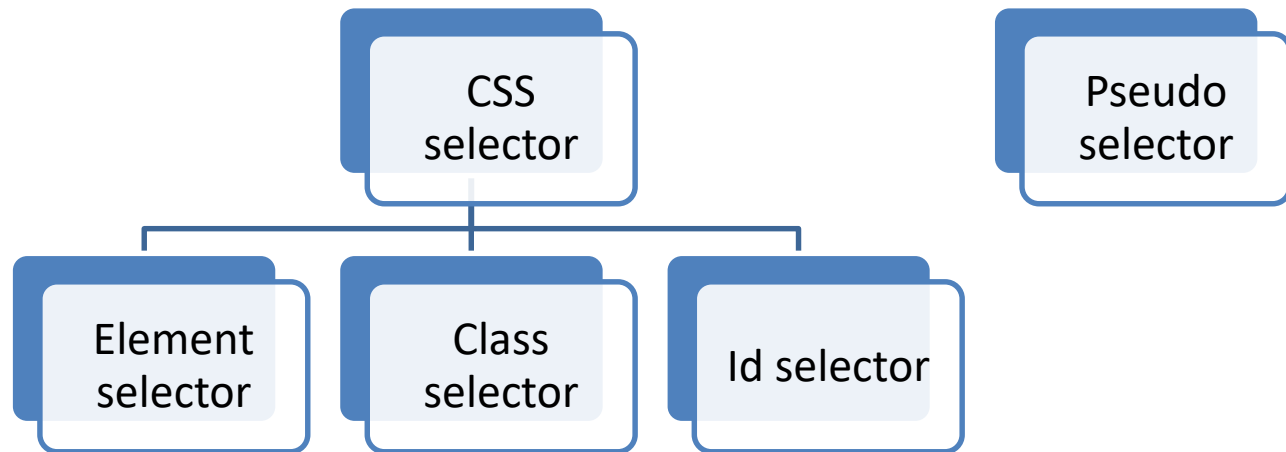 CSS
selector
Pseudo
selector
Element
selector
Class
selector
Id selector